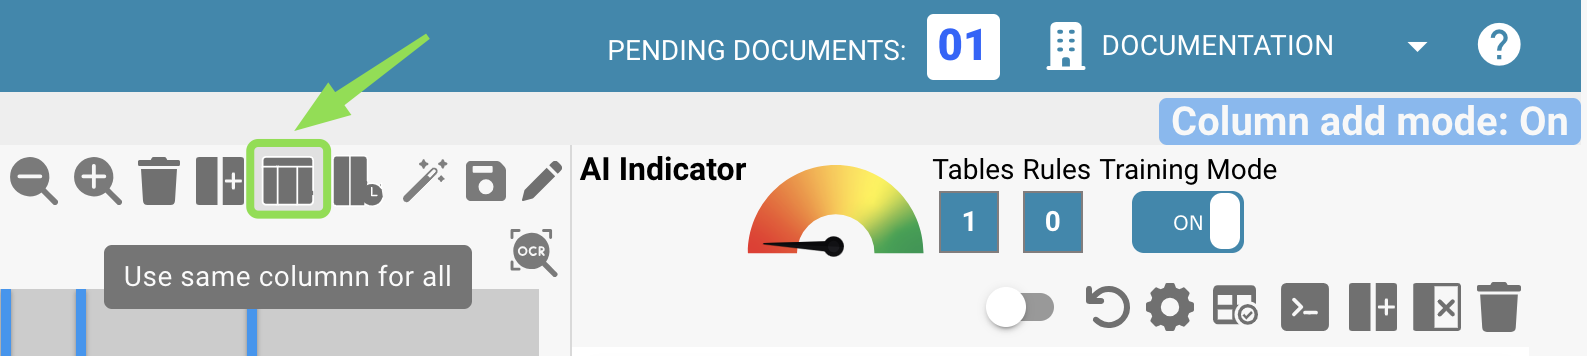 PENDING DOCUMENTS: 01 DOCUMENTATION ?
Column add mode: On
AI Indicator Tables Rules Training Mode
1 0 ON
OCR
Use same columnn for all